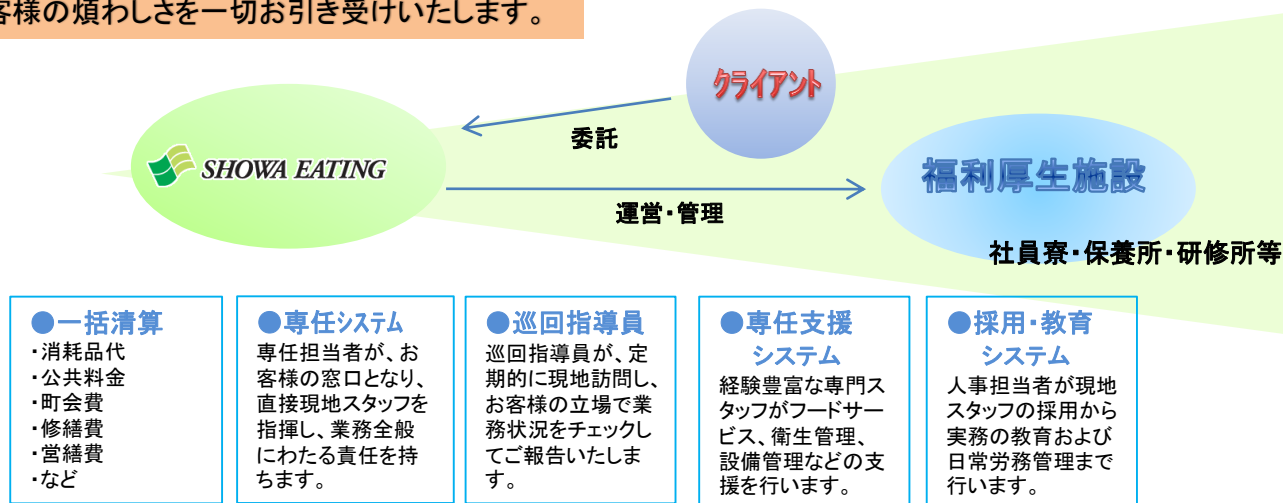 客様の煩わしさを一切お引き受けいたします。
クライアント
委託
SHOWA EATING
福利厚生施設
運営・管理
社員寮・保養所・研修所等
●一括清算
・消耗品代
・公共料金
・町会費
・修繕費
・営繕費
・など
●専任システム
専任担当者が、お
客様の窓口となり、
直接現地スタッフを
指揮し、業務全般
にわたる責任を持
ちます。
●巡回指導員
巡回指導員が、定
期的に現地訪問し、
お客様の立場で業
務状況をチェックし
てご報告いたしま
す。
●専任支援
システム
経験豊富な専門ス
タッフがフードサー
ビス、衛生管理、
設備管理などの支
援を行います。
●採用・教育
システム
人事担当者が現地
スタッフの採用から
実務の教育および
日常労務管理まで
行います。